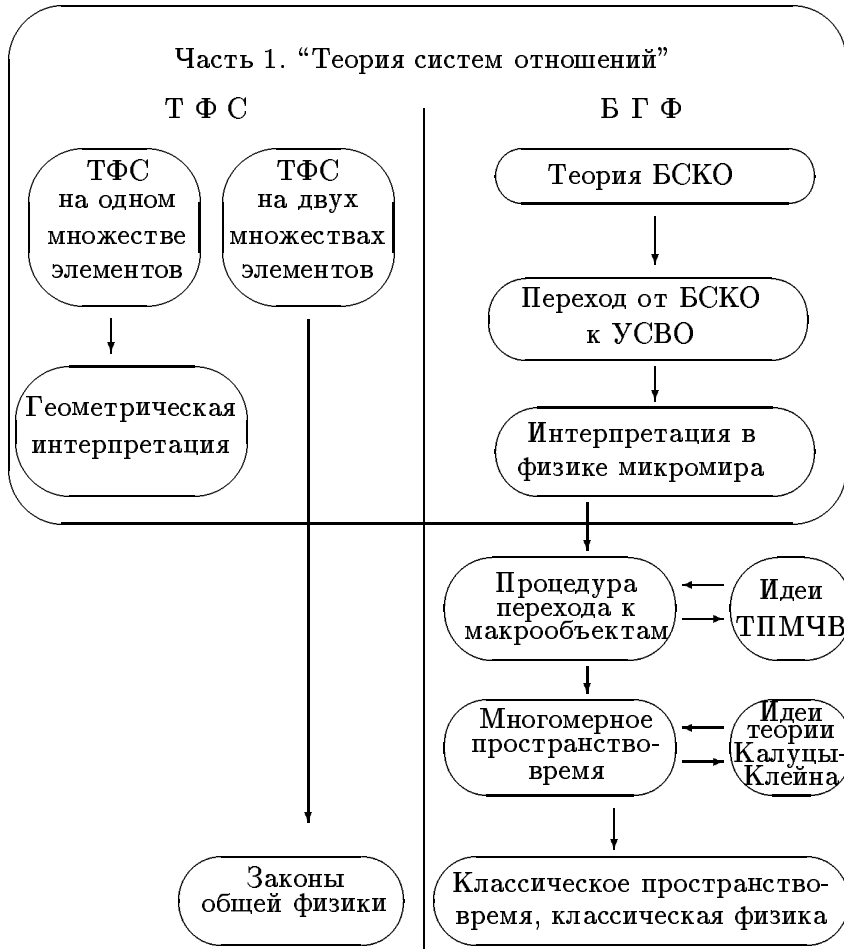 Часть 1. “Теория систем отношений”
Т Ф С
Б Г Ф
ТФС
на одном
множестве
элементов
ТФС
на двух
множествах
элементов
Теория БСКО
Переход от БСКО
к УСВО
Геометрическая
интерпретация
Интерпретация в
физике микромира
Процедура
перехода к
макрообъектам
Идеи
ТПМЧВ
Многомерное
пространство-
время
Идеи
теории
Калуцы-
Клейна
Законы
общей физики
Классическое пространство-
время, классическая физика